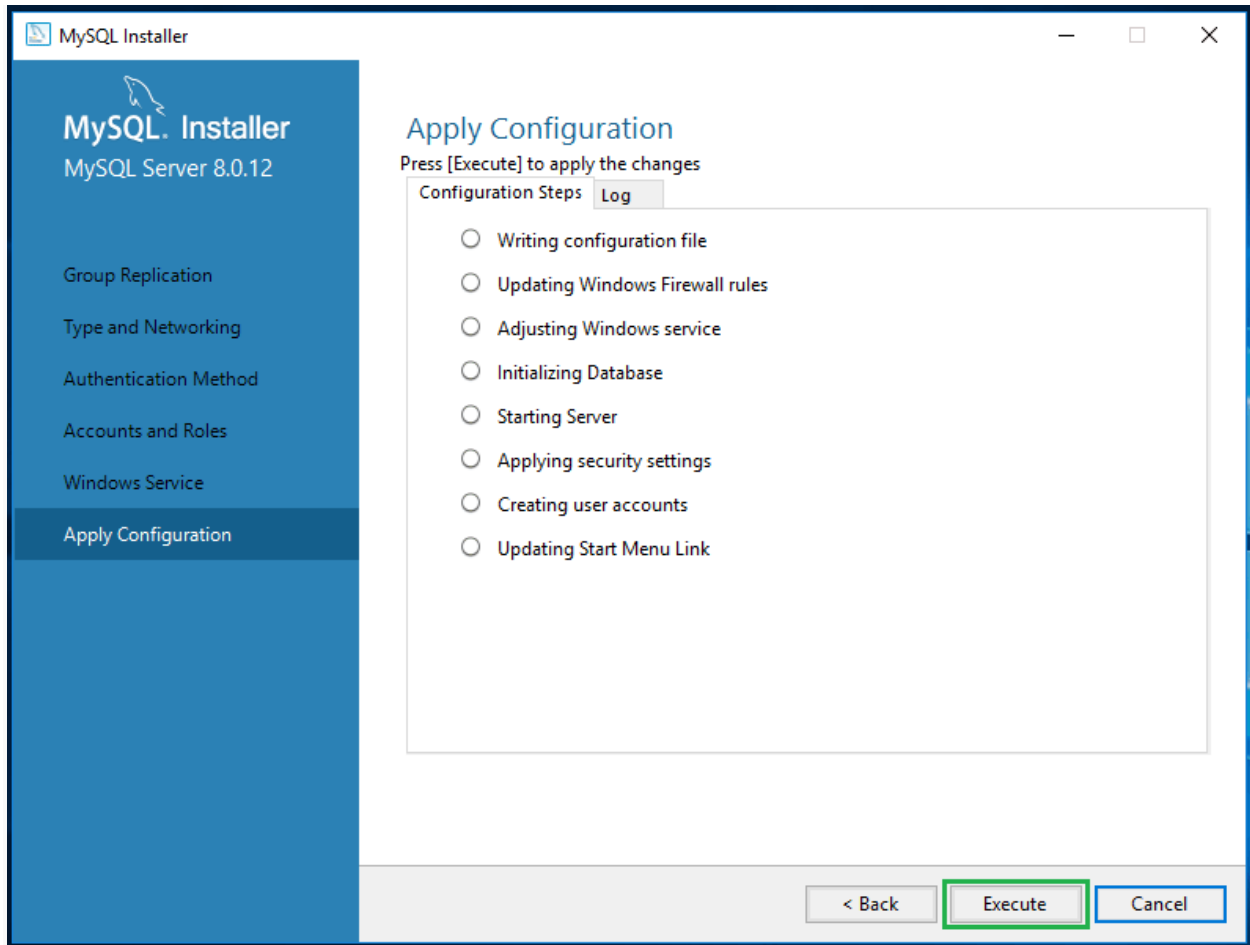 MySQL Installer
MySQL. Installer
MySQL Server 8.0.12
Group Replication
Type and Networking
Authentication Method
Accounts and Roles
Windows Service
Apply Configuration
Apply Configuration
Press [Execute] to apply the changes
Configuration Steps Log
Writing configuration file
Updating Windows Firewall rules
Adjusting Windows service
Initializing Database
Starting Server
Applying security settings
Creating user accounts
Updating Start Menu Link
< Back Execute Cancel